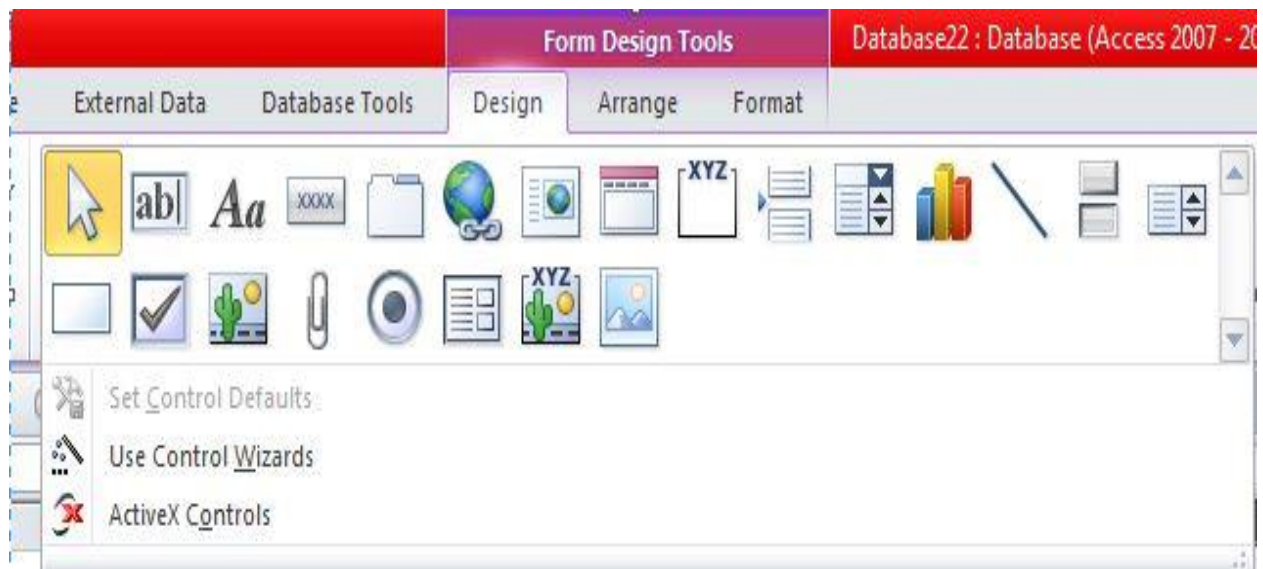 Form Design Tools
Database22 : Database (Access 2007 - 20
External Data Database Tools Design Arrange Format
ab Aa XXXX XYZ
XYZ
Set Control Defaults
Use Control Wizards
ActiveX Controls